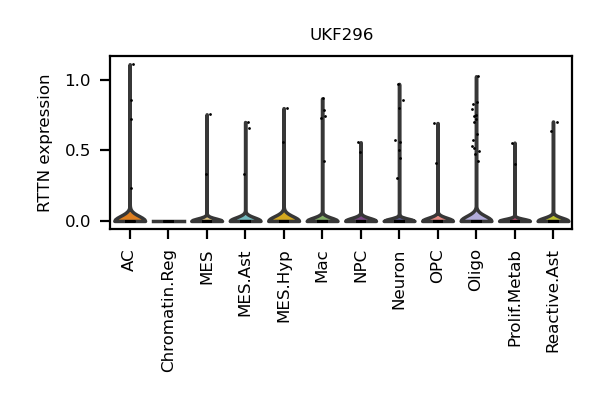 UKF296
RTTN expression
1.0
0.5
0.0
AC
Chromatin.Reg
MES
MES.Ast
MES.Hyp
Mac
NPC
Neuron
OPC
Oligo
Prolif.Metab
Reactive.Ast